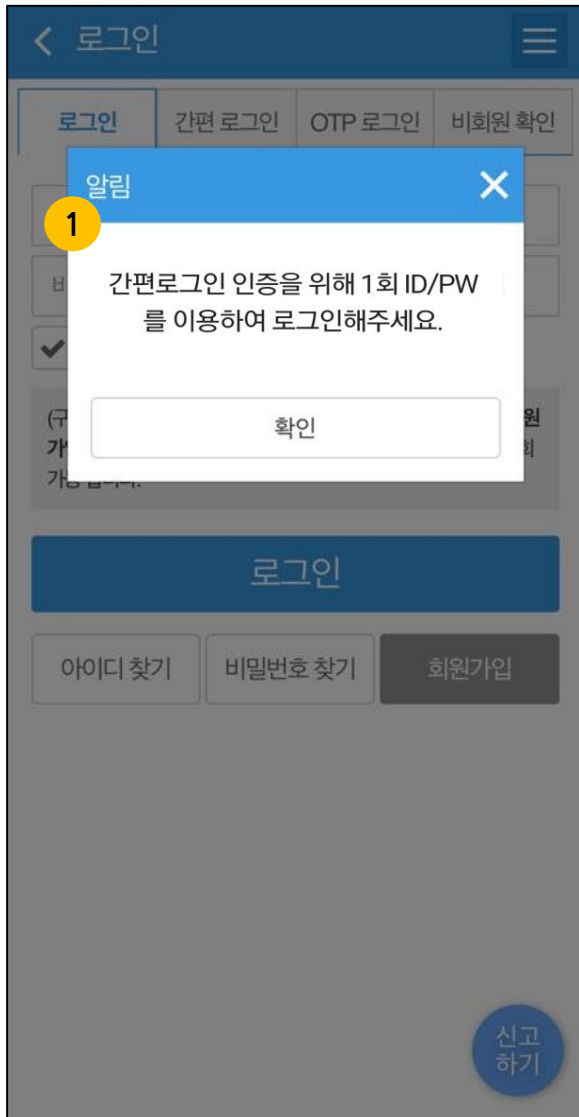 로그인
로그인 간편 로그인 OTP 로그인 비회원 확인
알림
1
간편로그인 인증을 위해 1회 ID/PW
를 이용하여 로그인해주세요.
확인
로그인
아이디 찾기 비밀번호 찾기 회원가입
신고
하기